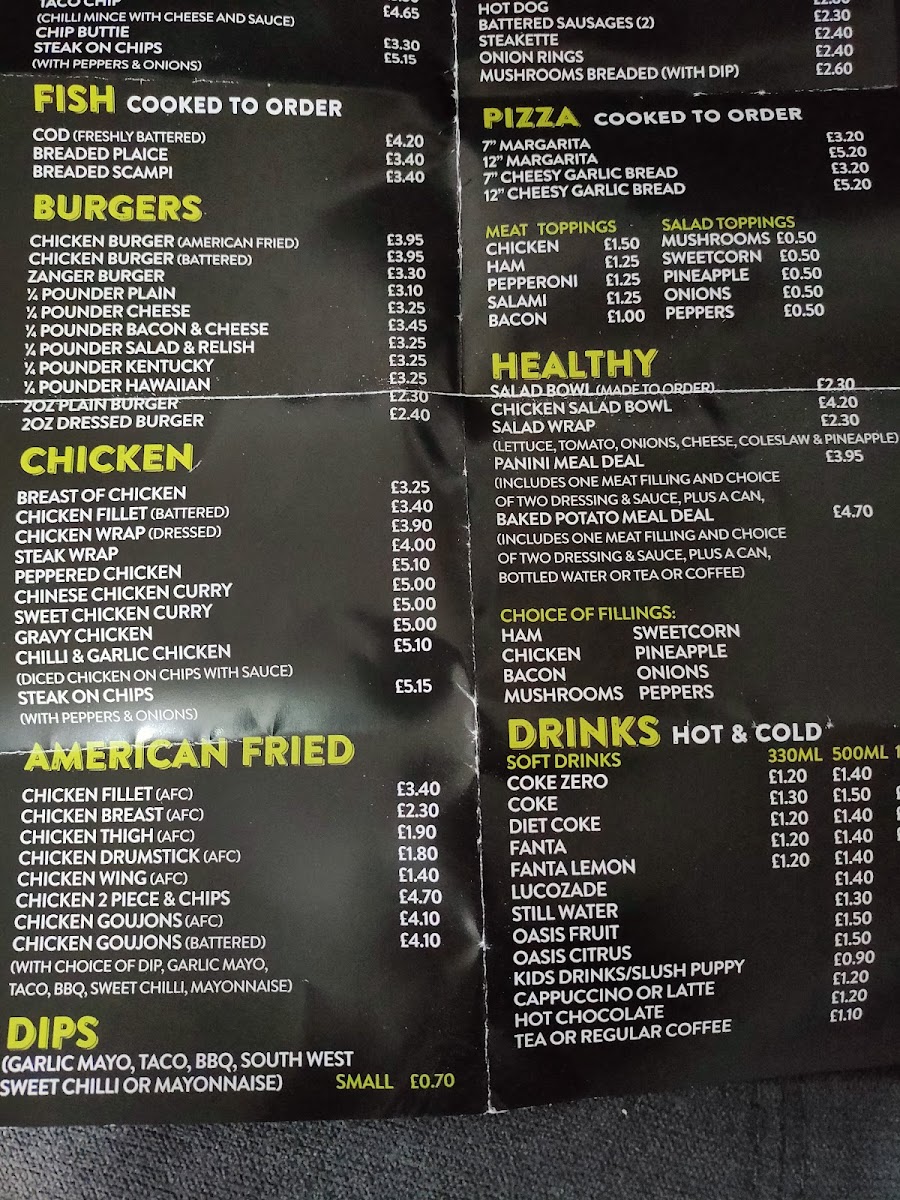 TACO CHIP
(CHILLI MINCE WITH CHEESE AND SAUCE) £4.65
CHIP BUTTIE
STEAK ON CHIPS £3.30
(WITH PEPPERS & ONIONS) £5.15
FISH COOKED TO ORDER
COD (FRESHLY BATTERED) £4.20
BREADED PLAICE £3.40
BREADED SCAMPI £3.40
BURGERS
CHICKEN BURGER (AMERICAN FRIED) £3.95
CHICKEN BURGER (BATTERED) £3.95
ZANGER BURGER £3.30
¼ POUNDER PLAIN £3.10
¼ POUNDER CHEESE £3.25
¼ POUNDER BACON & CHEESE £3.45
¼ POUNDER SALAD & RELISH £3.25
¼ POUNDER KENTUCKY £3.25
¼ POUNDER HAWAIIAN £3.25
2OZ PLAIN BURGER £2.30
2OZ DRESSED BURGER £2.40
CHICKEN
BREAST OF CHICKEN £3.25
CHICKEN FILLET (BATTERED) £3.40
CHICKEN WRAP (DRESSED) £3.90
STEAK WRAP £4.00
PEPPERED CHICKEN £5.10
CHINESE CHICKEN CURRY £5.00
SWEET CHICKEN CURRY £5.00
GRAVY CHICKEN £5.00
CHILLI & GARLIC CHICKEN £5.10
(DICED CHICKEN ON CHIPS WITH SAUCE)
STEAK ON CHIPS £5.15
(WITH PEPPERS & ONIONS)
AMERICAN FRIED
CHICKEN FILLET (AFC) £3.40
CHICKEN BREAST (AFC) £2.30
CHICKEN THIGH (AFC) £1.90
CHICKEN DRUMSTICK (AFC) £1.80
CHICKEN WING (AFC) £1.40
CHICKEN 2 PIECE & CHIPS £4.70
CHICKEN GOUJONS (AFC) £4.10
CHICKEN GOUJONS (BATTERED) £4.10
(WITH CHOICE OF DIP, GARLIC MAYO,
TACO, BBQ, SWEET CHILLI, MAYONNAISE)
DIPS
(GARLIC MAYO, TACO, BBQ, SOUTH WEST
SWEET CHILLI OR MAYONNAISE) SMALL £0.70
HOT DOG
BATTERED SAUSAGES (2) £2.30
STEAKETTE £2.40
ONION RINGS £2.40
MUSHROOMS BREADED (WITH DIP) £2.60
PIZZA COOKED TO ORDER
7" MARGARITA £3.20
12" MARGARITA £5.20
7" CHEESY GARLIC BREAD £3.20
12" CHEESY GARLIC BREAD £5.20
MEAT TOPPINGS SALAD TOPPINGS
CHICKEN £1.50 MUSHROOMS £0.50
HAM £1.25 SWEETCORN £0.50
PEPPERONI £1.25 PINEAPPLE £0.50
SALAMI £1.25 ONIONS £0.50
BACON £1.00 PEPPERS £0.50
HEALTHY
SALAD BOWL (MADE TO ORDER) £2.30
CHICKEN SALAD BOWL £4.20
SALAD WRAP £2.30
(LETTUCE, TOMATO, ONIONS, CHEESE, COLESLAW & PINEAPPLE)
PANINI MEAL DEAL £3.95
(INCLUDES ONE MEAT FILLING AND CHOICE
OF TWO DRESSING & SAUCE, PLUS A CAN,
BAKED POTATO MEAL DEAL £4.70
(INCLUDES ONE MEAT FILLING AND CHOICE
OF TWO DRESSING & SAUCE, PLUS A CAN,
BOTTLED WATER OR TEA OR COFFEE)
CHOICE OF FILLINGS:
HAM SWEETCORN
CHICKEN PINEAPPLE
BACON ONIONS
MUSHROOMS PEPPERS
DRINKS HOT & COLD
SOFT DRINKS 330ML 500ML
COKE ZERO £1.20 £1.40
COKE £1.30 £1.50
DIET COKE £1.20 £1.40
FANTA £1.20 £1.40
FANTA LEMON £1.20 £1.40
LUCOZADE £1.40
STILL WATER £1.30
OASIS FRUIT £1.50
OASIS CITRUS £1.50
KIDS DRINKS/SLUSH PUPPY £0.90
CAPPUCCINO OR LATTE £1.20
HOT CHOCOLATE £1.20
TEA OR REGULAR COFFEE £1.10